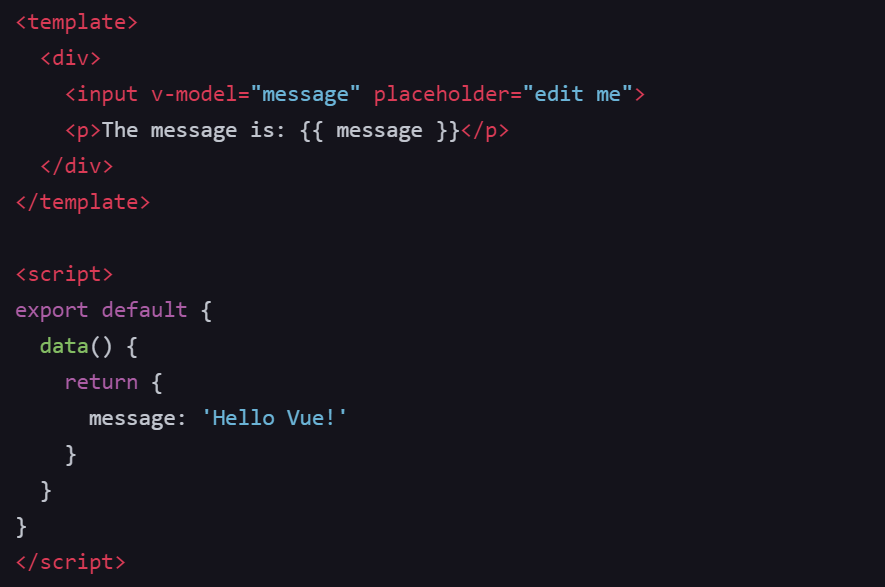 <template>
  <div>
    <input v-model="message" placeholder="edit me">
    <p>The message is: {{ message }}</p>
  </div>
</template>

<script>
export default {
  data() {
    return {
      message: 'Hello Vue!'
    }
  }
}
</script>